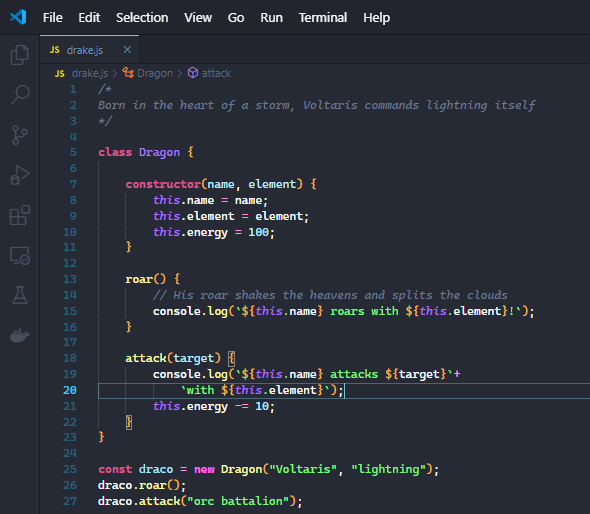 File Edit Selection View Go Run Terminal Help
JS drake.js ×
JS drake.js > Dragon > attack
1 /*
2 Born in the heart of a storm, Voltaris commands lightning itself
3 */
4
5 class Dragon {
6
7     constructor(name, element) {
8         this.name = name;
9         this.element = element;
10         this.energy = 100;
11     }
12
13     roar() {
14         // His roar shakes the heavens and splits the clouds
15         console.log(`${this.name} roars with ${this.element}!`);
16     }
17
18     attack(target) {
19         console.log(`${this.name} attacks ${target}`+
20             `with ${this.element}`);
21         this.energy -= 10;
22     }
23 }
24
25 const draco = new Dragon("Voltaris", "lightning");
26 draco.roar();
27 draco.attack("orc battalion");